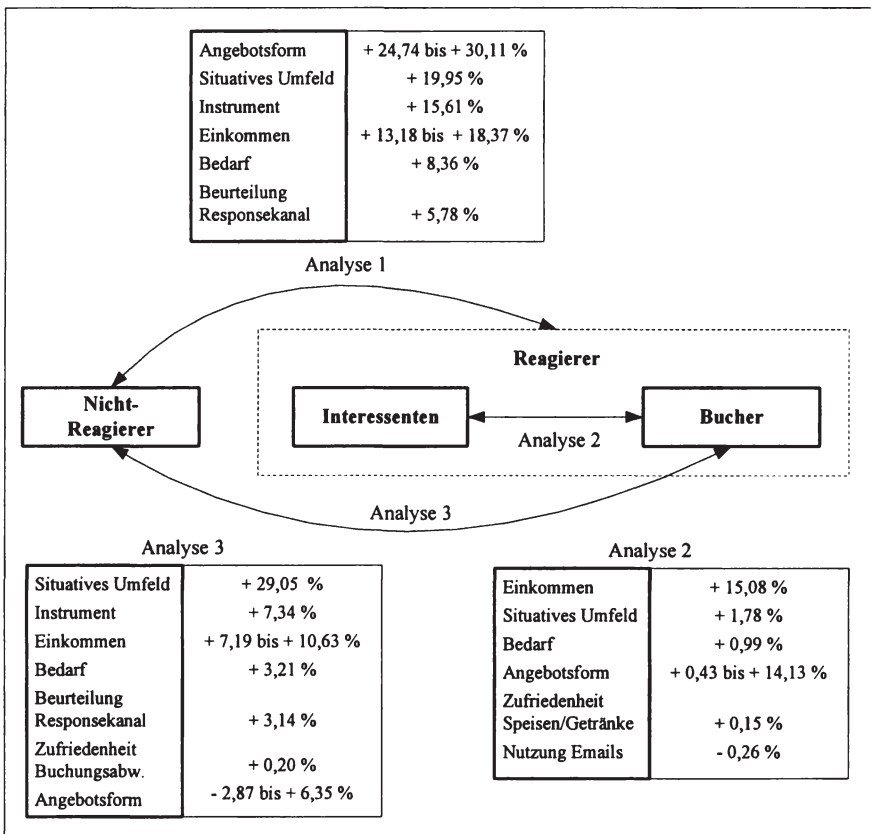 Angebotsform + 24,74 bis + 30,11 %
Situatives Umfeld + 19,95 %
Instrument + 15,61 %
Einkommen + 13,18 bis + 18,37 %
Bedarf + 8,36 %
Beurteilung
Responsekanal + 5,78 %
Analyse 1
Reagierer
Nicht-
Reagierer
Interessenten
Bucher
Analyse 2
Analyse 3
Analyse 3
Situatives Umfeld + 29,05 %
Instrument + 7,34 %
Einkommen + 7,19 bis + 10,63 %
Bedarf + 3,21 %
Beurteilung
Responsekanal + 3,14 %
Zufriedenheit
Buchungsabw. + 0,20 %
Angebotsform - 2,87 bis + 6,35 %
Analyse 2
Einkommen + 15,08 %
Situatives Umfeld + 1,78 %
Bedarf + 0,99 %
Angebotsform + 0,43 bis + 14,13 %
Zufriedenheit
Speisen/Getränke + 0,15 %
Nutzung Emails - 0,26 %